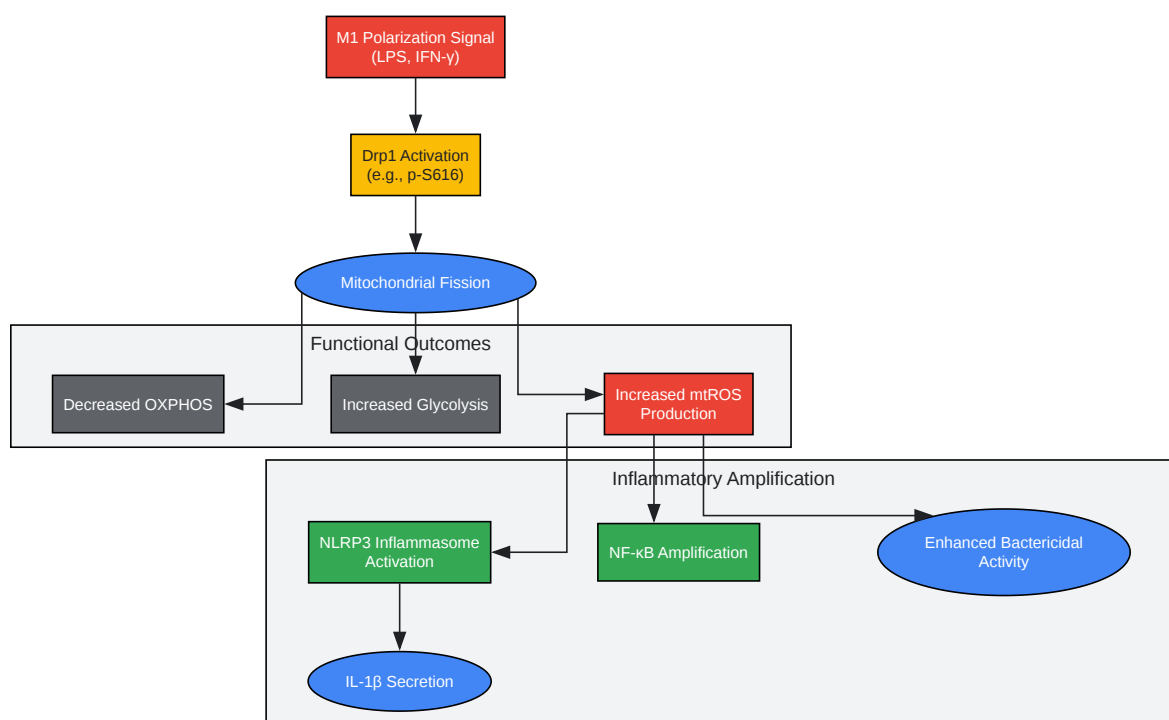 M1 Polarization Signal
(LPS, IFN-γ)
Drp1 Activation
(e.g., p-S616)
Mitochondrial Fission
Functional Outcomes
Decreased OXPHOS
Increased Glycolysis
Increased mtROS
Production
Inflammatory Amplification
NLRP3 Inflammasome
Activation
NF-κB Amplification
Enhanced Bactericidal
Activity
IL-1β Secretion